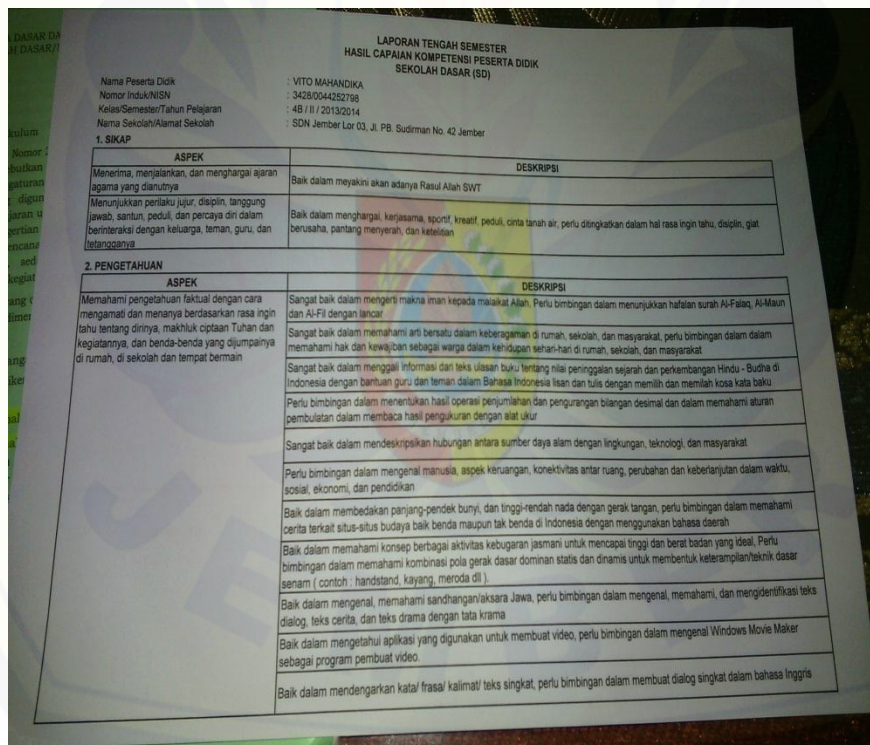 LAPORAN TENGAH SEMESTER
HASIL CAPAIAN KOMPETENSI PESERTA DIDIK
SEKOLAH DASAR (SD)
Nama Peserta Didik : VITO MAHANDIKA
Nomor Induk/NISN : 3428/0044252798
Kelas/Semester/Tahun Pelajaran : 4B / II / 2013/2014
Nama Sekolah/Alamat Sekolah : SDN Jember Lor 03, Jl. PB. Sudirman No. 42 Jember
1. SIKAP
ASPEK DESKRIPSI
Menerima, menjalankan, dan menghargai ajaran
agama yang dianutnya
Baik dalam meyakini akan adanya Rasul Allah SWT
Menunjukkan perilaku jujur, disiplin, tanggung
jawab, santun, peduli, dan percaya diri dalam
berinteraksi dengan keluarga, teman, guru, dan
tetangganya
Baik dalam menghargai, kerjasama, sportif, kreatif, peduli, cinta tanah air, perlu ditingkatkan dalam hal rasa ingin tahu, disiplin, giat
berusaha, pantang menyerah, dan ketelitian
2. PENGETAHUAN
ASPEK DESKRIPSI
Memahami pengetahuan faktual dengan cara
mengamati dan menanya berdasarkan rasa ingin
tahu tentang dirinya, makhluk ciptaan Tuhan dan
kegiatannya, dan benda-benda yang dijumpainya
di rumah, di sekolah dan tempat bermain
Sangat baik dalam mengerti makna iman kepada malaikat Allah, Perlu bimbingan dalam menunjukkan hafalan surah Al-Falaq, Al-Maun
dan Al-Fil dengan lancar
Sangat baik dalam memahami arti bersatu dalam keberagaman di rumah, sekolah, dan masyarakat, perlu bimbingan dalam dalam
memahami hak dan kewajiban sebagai warga dalam kehidupan sehari-hari di rumah, sekolah, dan masyarakat
Sangat baik dalam menggali informasi dari teks ulasan buku tentang nilai peninggalan sejarah dan perkembangan Hindu - Budha di
Indonesia dengan bantuan guru dan teman dalam Bahasa Indonesia lisan dan tulis dengan memilih dan memilah kosa kata baku
Perlu bimbingan dalam menentukan hasil operasi penjumlahan dan pengurangan bilangan desimal dan dalam memahami aturan
pembulatan dalam membaca hasil pengukuran dengan alat ukur
Sangat baik dalam mendeskripsikan hubungan antara sumber daya alam dengan lingkungan, teknologi, dan masyarakat
Perlu bimbingan dalam mengenal manusia, aspek keruangan, konektivitas antar ruang, perubahan dan keberlanjutan dalam waktu,
sosial, ekonomi, dan pendidikan
Baik dalam membedakan panjang-pendek bunyi, dan tinggi-rendah nada dengan gerak tangan, perlu bimbingan dalam memahami
cerita terkait situs-situs budaya baik benda maupun tak benda di Indonesia dengan menggunakan bahasa daerah
Baik dalam memahami konsep berbagai aktivitas kebugaran jasmani untuk mencapai tinggi dan berat badan yang ideal, Perlu
bimbingan dalam memahami kombinasi pola gerak dasar dominan statis dan dinamis untuk membentuk keterampilan/teknik dasar
senam ( contoh : handstand, kayang, meroda dll ).
Baik dalam mengenal, memahami sandhangan/aksara Jawa, perlu bimbingan dalam mengenal, memahami, dan mengidentifikasi teks
dialog, teks cerita, dan teks drama dengan tata krama
Baik dalam mengetahui aplikasi yang digunakan untuk membuat video, perlu bimbingan dalam mengenal Windows Movie Maker
sebagai program pembuat video.
Baik dalam mendengarkan kata/ frasa/ kalimat/ teks singkat, perlu bimbingan dalam membuat dialog singkat dalam bahasa Inggris